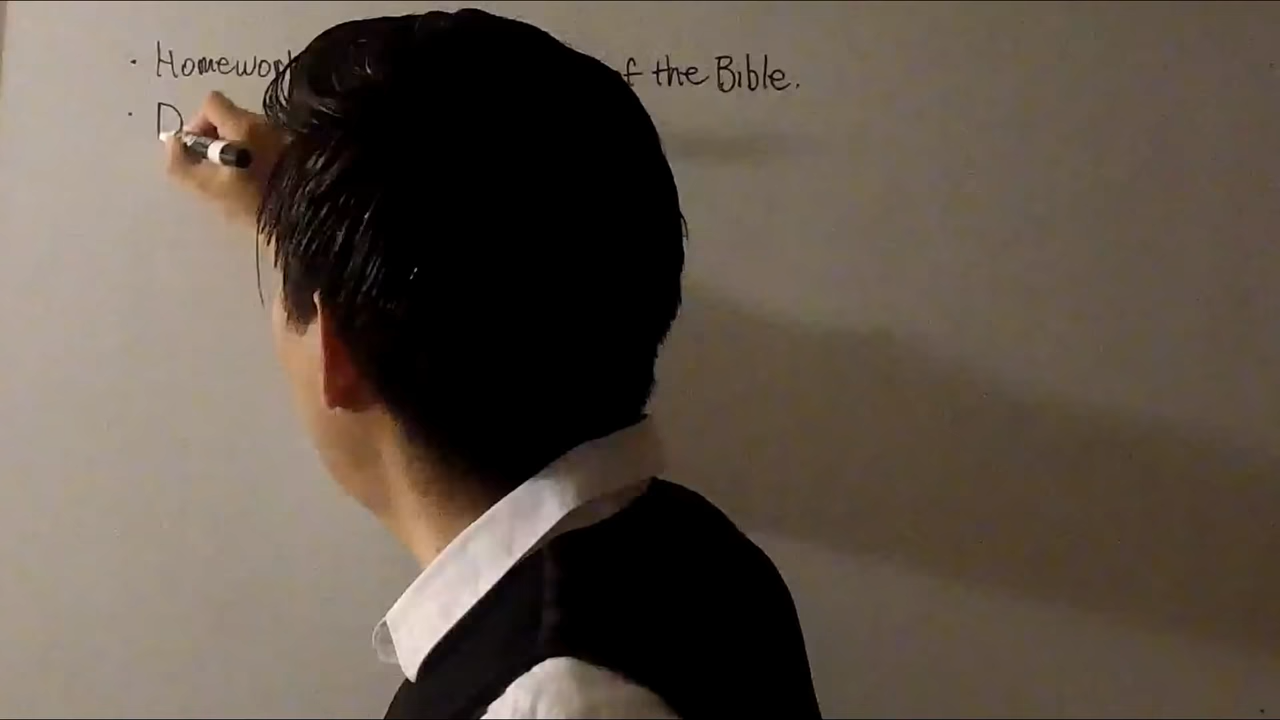 · Homework f the Bible.
· D